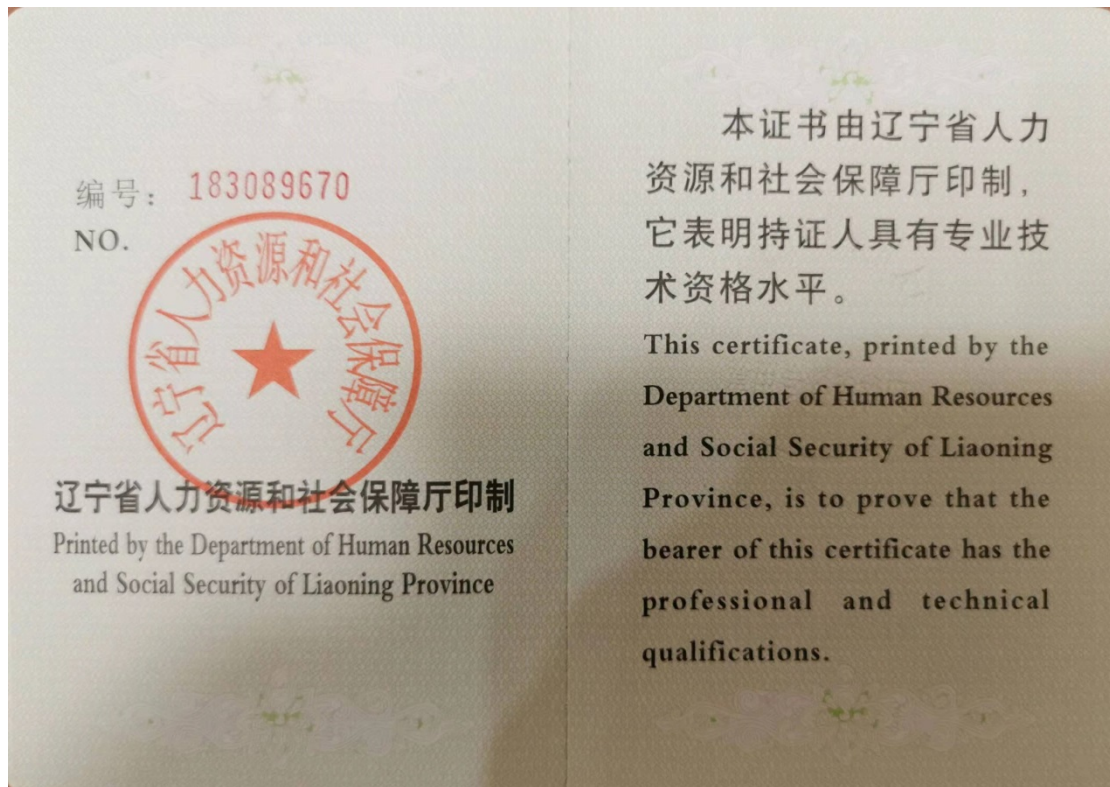 编号：183089670
NO.
辽宁省人力资源和社会保障厅
辽宁省人力资源和社会保障厅印制
Printed by the Department of Human Resources
and Social Security of Liaoning Province
本证书由辽宁省人力
资源和社会保障厅印制，
它表明持证人具有专业技
术资格水平。
This certificate, printed by the
Department of Human Resources
and Social Security of Liaoning
Province, is to prove that the
bearer of this certificate has the
professional and technical
qualifications.